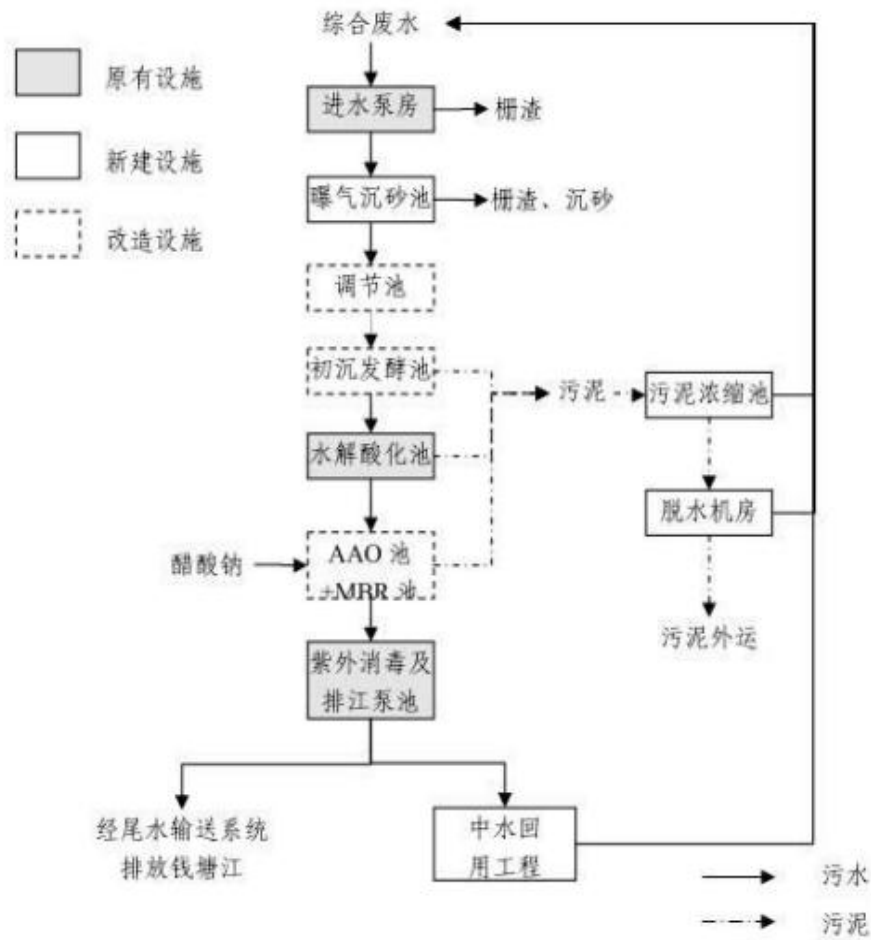 综合废水
原有设施
进水泵房
栅渣
新建设施
曝气沉砂池
栅渣、沉砂
改造设施
调节池
初沉发酵池
污泥
污泥浓缩池
水解酸化池
脱水机房
醋酸钠
AAO 池
+MBR 池
污泥外运
紫外消毒及
排江泵池
经尾水输送系统
排放钱塘江
中水回
用工程
污水
污泥